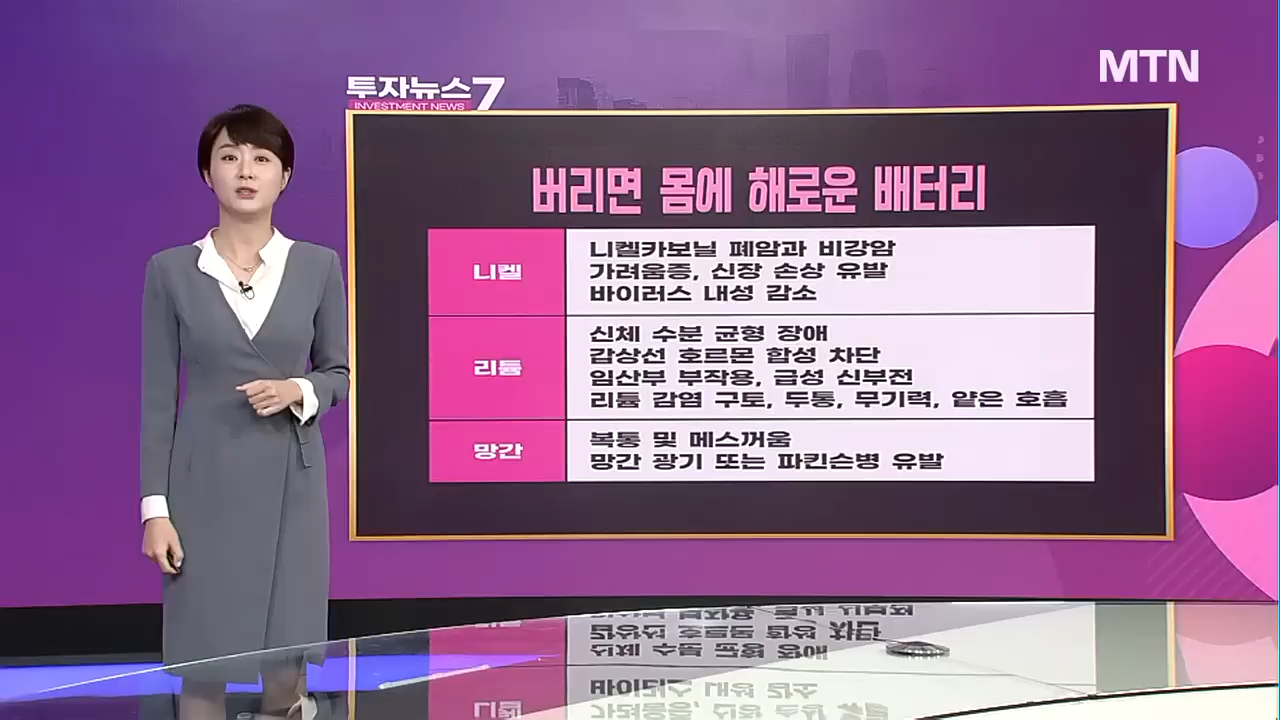 MTN
투자뉴스7
INVESTMENT NEWS
버리면 몸에 해로운 배터리
니켈
니켈카보닐 폐암과 비강암
가려움증, 신장 손상 유발
바이러스 내성 감소
리튬
신체 수분 균형 장애
갑상선 호르몬 합성 차단
임산부 부작용, 급성 신부전
리튬 감염 구토, 두통, 무기력, 얕은 호흡
망간
복통 및 메스꺼움
망간 광기 또는 파킨슨병 유발